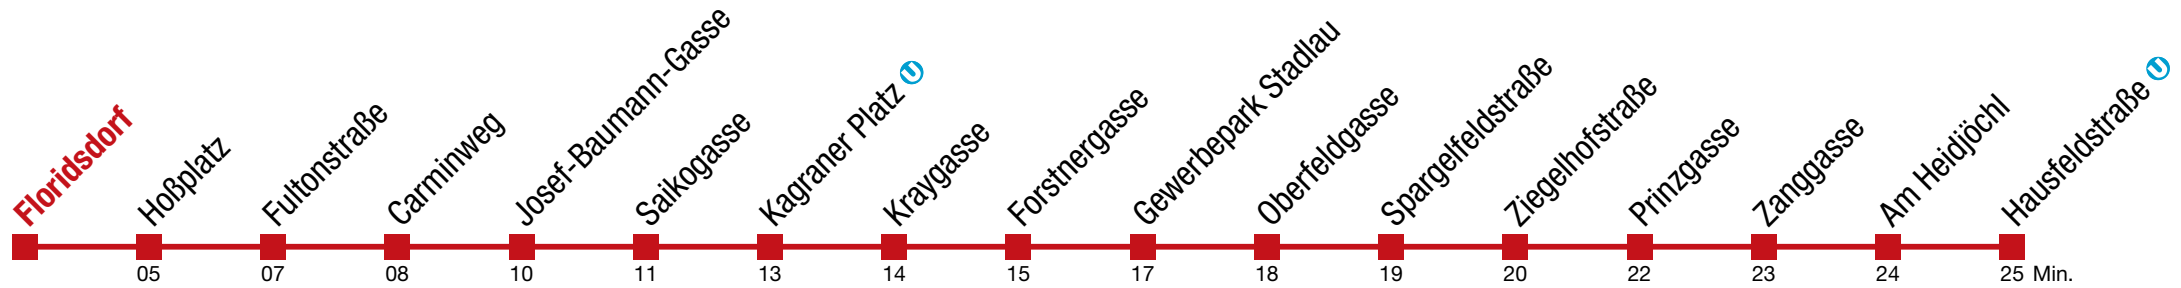 Floridsdorf
Hoßplatz
Fultonstraße
Carminweg
Josef-Baumann-Gasse
Saikogasse
Kagraner Platz U
Kraygasse
Forstnergasse
Gewerbepark Stadlau
Oberfeldgasse
Spargelfeldstraße
Ziegelhofstraße
Prinzgasse
Zanggasse
Am Heidjöchl
Hausfeldstraße U
05 07 08 10 11 13 14 15 17 18 19 20 22 23 24 25 Min.